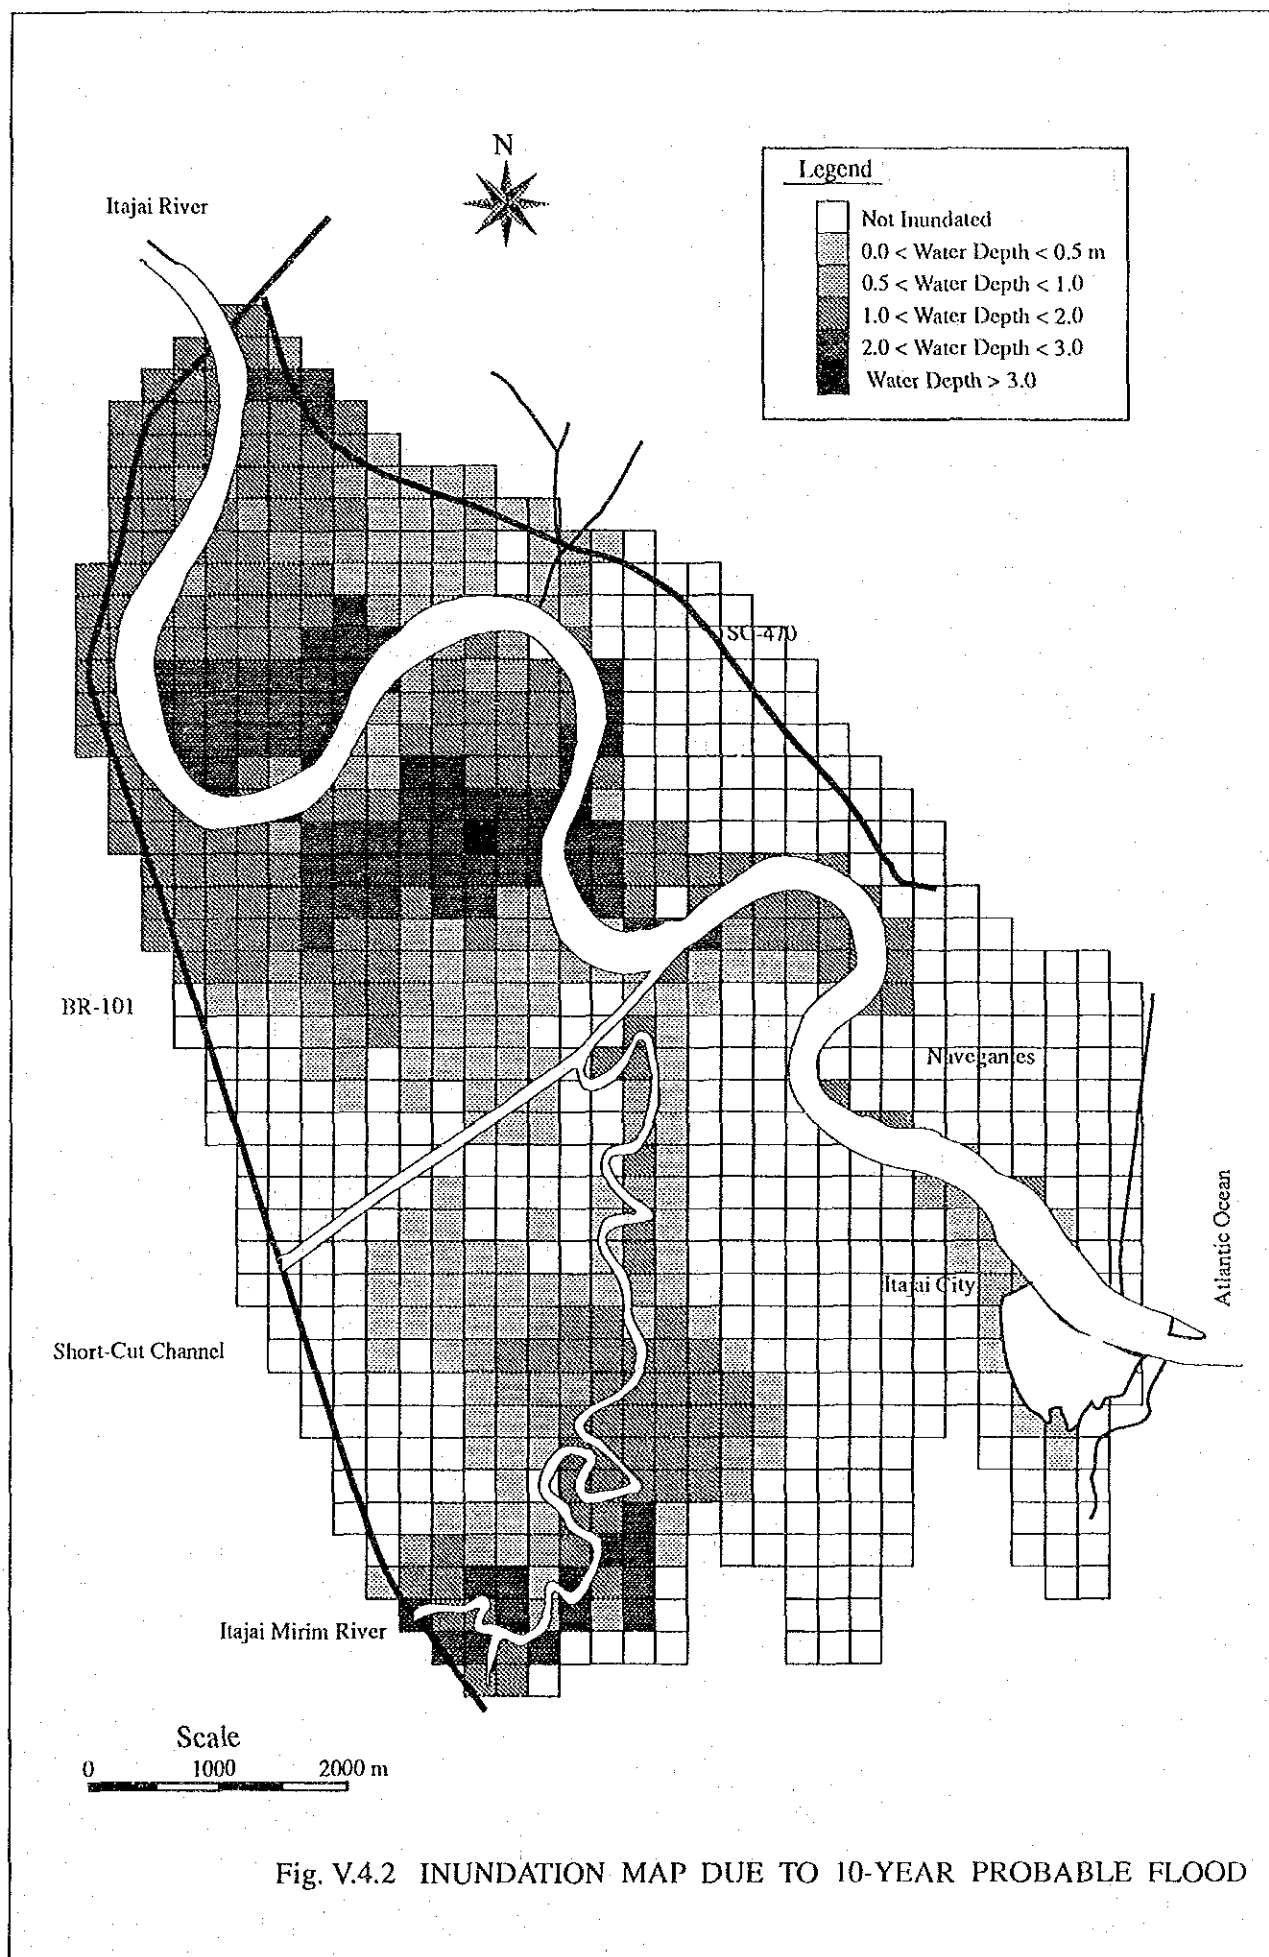 N
Itajai River
Legend
Not Inundated
0.0 < Water Depth < 0.5 m
0.5 < Water Depth < 1.0
1.0 < Water Depth < 2.0
2.0 < Water Depth < 3.0
Water Depth > 3.0
SC-470
BR-101
Navegantes
Atlantic Ocean
Itajai City
Short-Cut Channel
Itajai Mirim River
Scale
0 1000 2000 m
Fig. V.4.2 INUNDATION MAP DUE TO 10-YEAR PROBABLE FLOOD